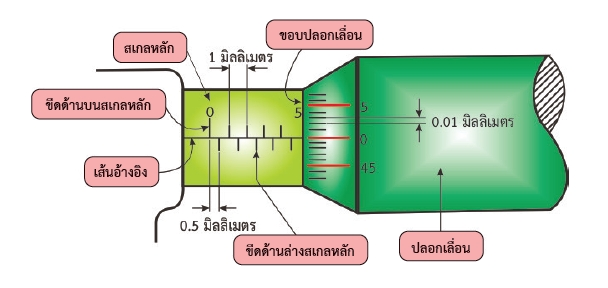 สเกลหลัก
ขอบปลอกเลื่อน
1 มิลลิเมตร
ขีดด้านบนสเกลหลัก
0
5
5
0.01 มิลลิเมตร
0
เส้นอ้างอิง
45
0.5 มิลลิเมตร
ขีดด้านล่างสเกลหลัก
ปลอกเลื่อน